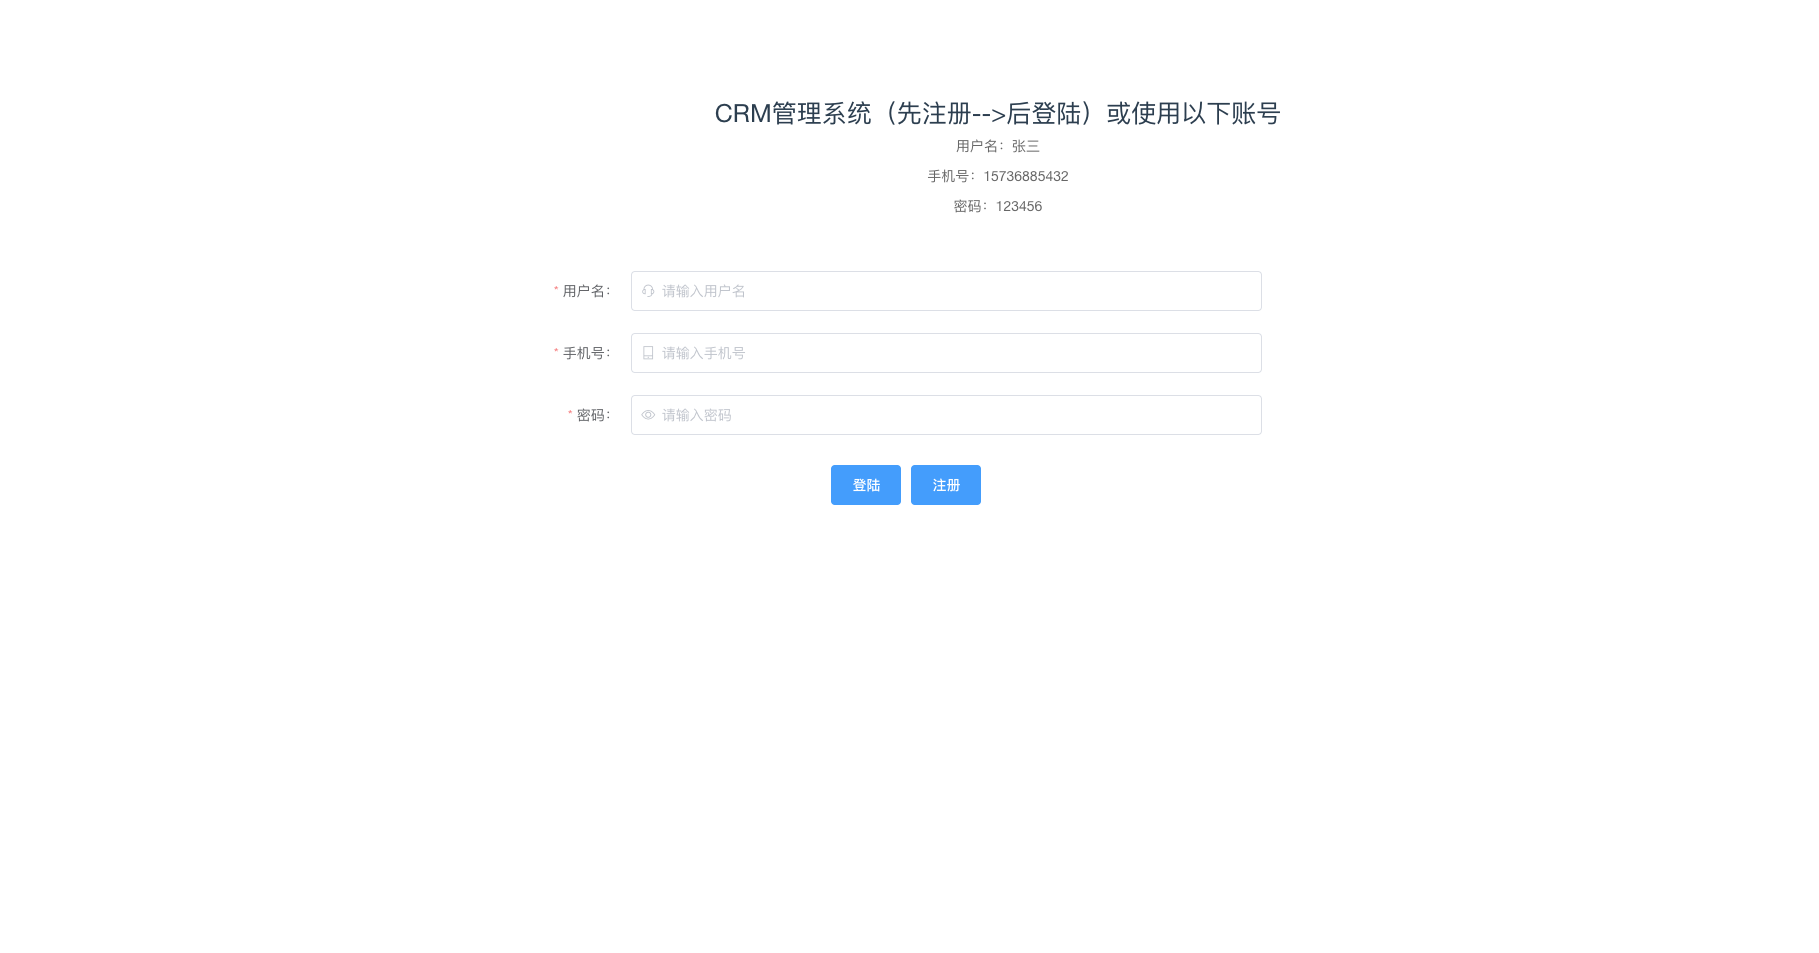 CRM管理系统（先注册-->后登陆）或使用以下账号
用户名：张三
手机号：15736885432
密码：123456
* 用户名： 请输入用户名
* 手机号： 请输入手机号
* 密码： 请输入密码
登陆 注册